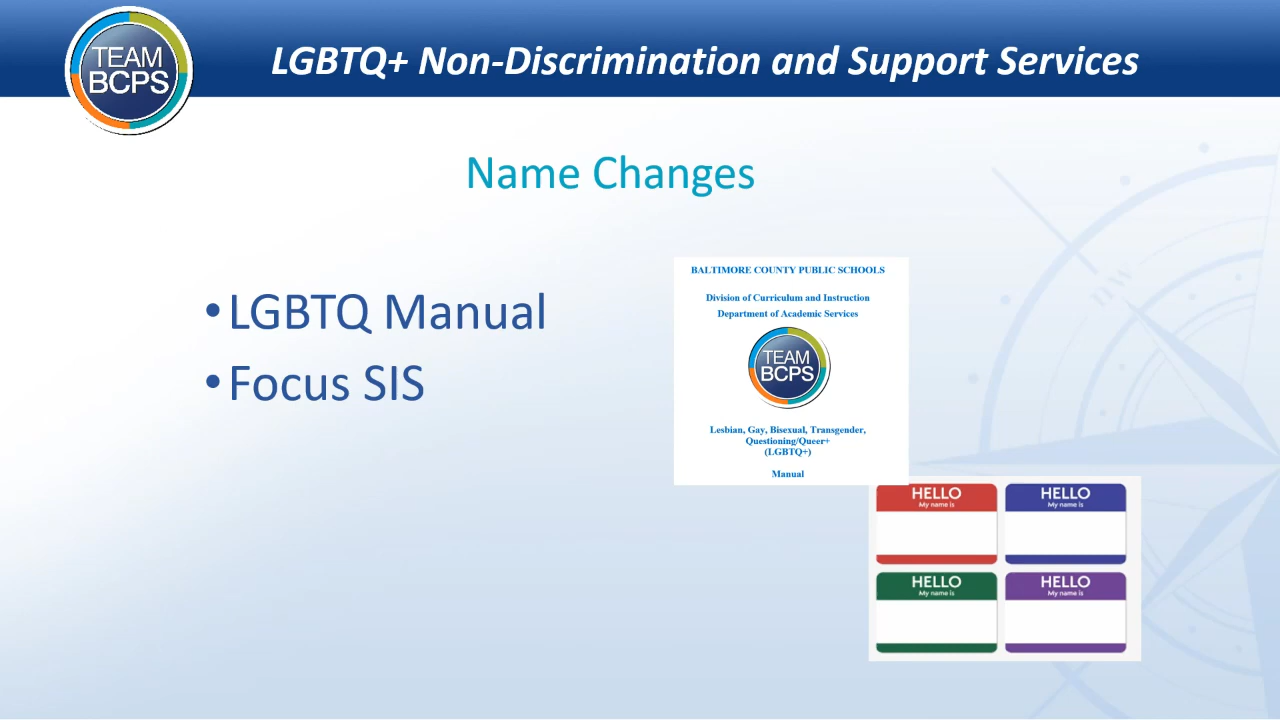 TEAM
BCPS
LGBTQ+ Non-Discrimination and Support Services
Name Changes
•LGBTQ Manual
•Focus SIS
BALTIMORE COUNTY PUBLIC SCHOOLS
Division of Curriculum and Instruction
Department of Academic Services
TEAM
BCPS
Lesbian, Gay, Bisexual, Transgender,
Questioning/Queer+
(LGBTQ+)
Manual
HELLO
My name is
HELLO
My name is
HELLO
My name is
HELLO
My name is
NW